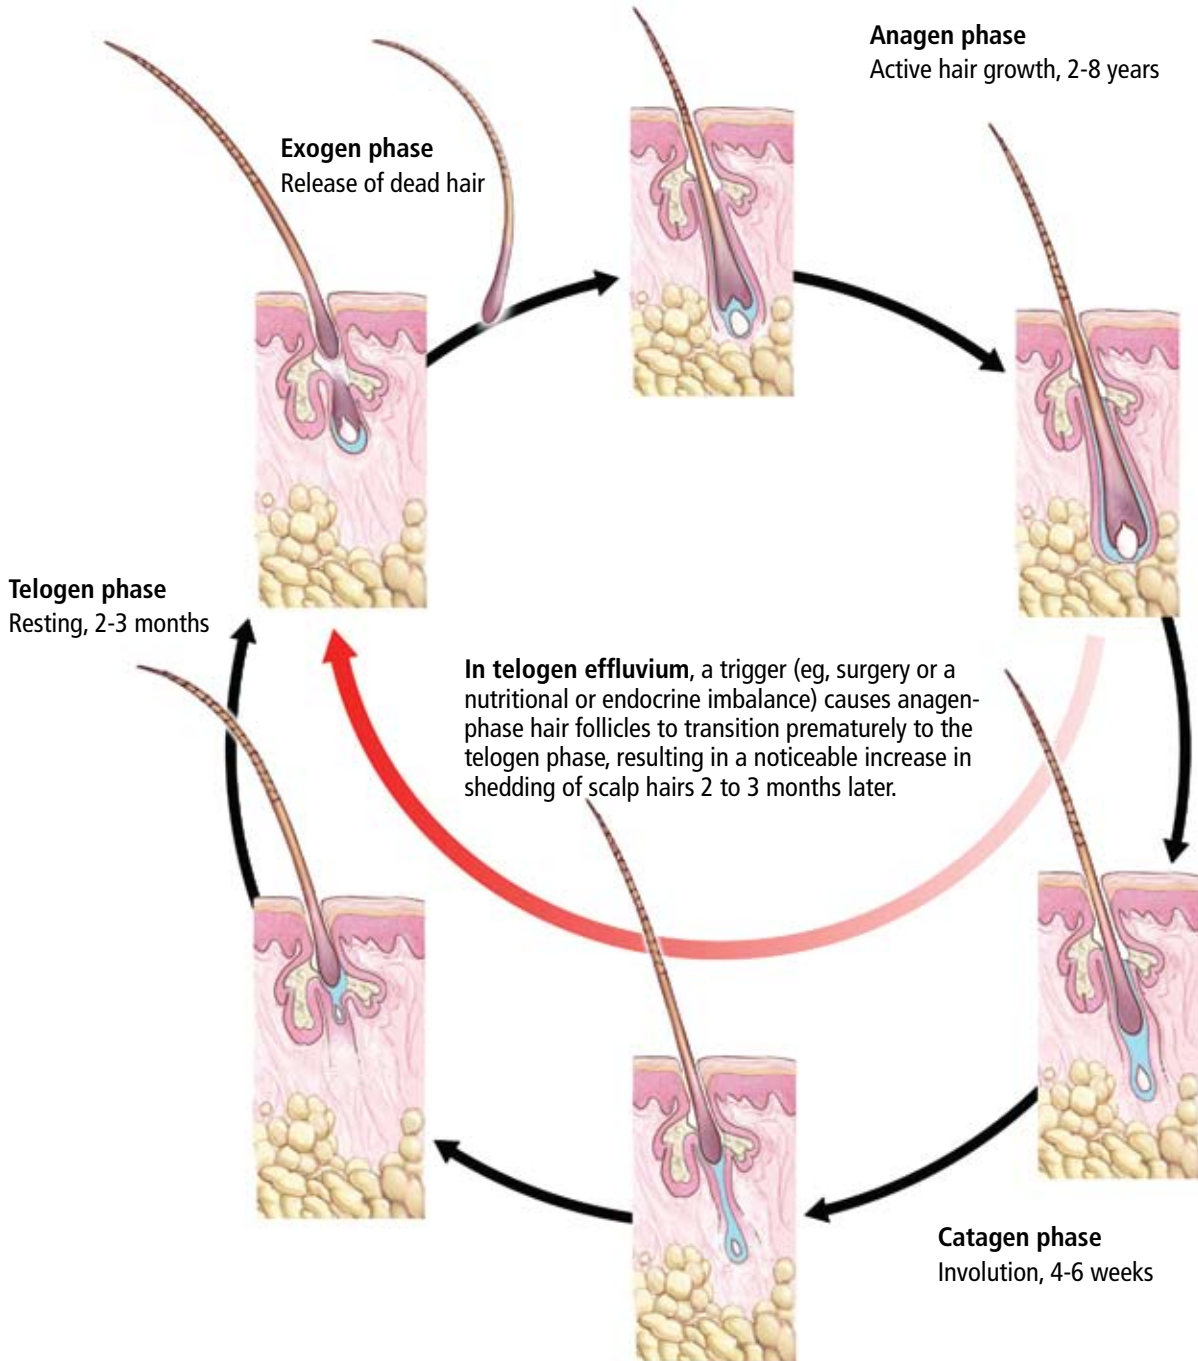 Anagen phase
Active hair growth, 2-8 years
Exogen phase
Release of dead hair
Telogen phase
Resting, 2-3 months
In telogen effluvium, a trigger (eg, surgery or a
nutritional or endocrine imbalance) causes anagen-
phase hair follicles to transition prematurely to the
telogen phase, resulting in a noticeable increase in
shedding of scalp hairs 2 to 3 months later.
Catagen phase
Involution, 4-6 weeks